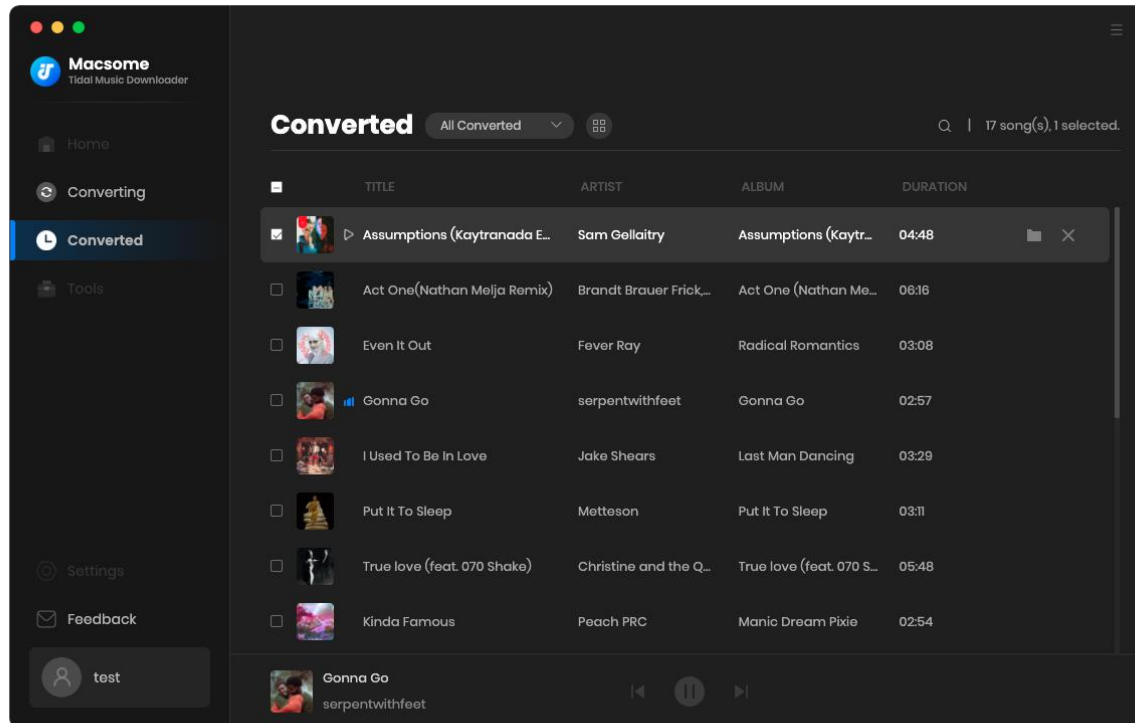 Macsome
Tidal Music Downloader
Home
Converting
Converted
Tools
Settings
Feedback
test
Converted All Converted | 17 song(s), 1 selected.
TITLE ARTIST ALBUM DURATION
Assumptions (Kaytranada E... Sam Gellaitry Assumptions (Kaytr... 04:48
Act One(Nathan Melja Remix) Brandt Brauer Frick,... Act One (Nathan Me... 06:16
Even It Out Fever Ray Radical Romantics 03:08
Gonna Go serpentwithfeet Gonna Go 02:57
I Used To Be In Love Jake Shears Last Man Dancing 03:29
Put It To Sleep Metteson Put It To Sleep 03:11
True love (feat. 070 Shake) Christine and the Q... True love (feat. 070 S... 05:48
Kinda Famous Peach PRC Manic Dream Pixie 02:54
Gonna Go
serpentwithfeet